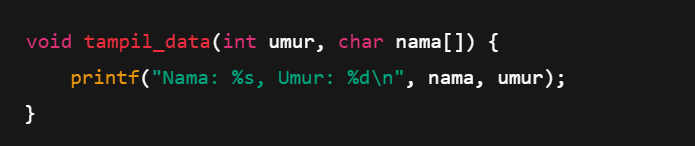 void tampil_data(int umur, char nama[]) {
    printf("Nama: %s, Umur: %d\n", nama, umur);
}